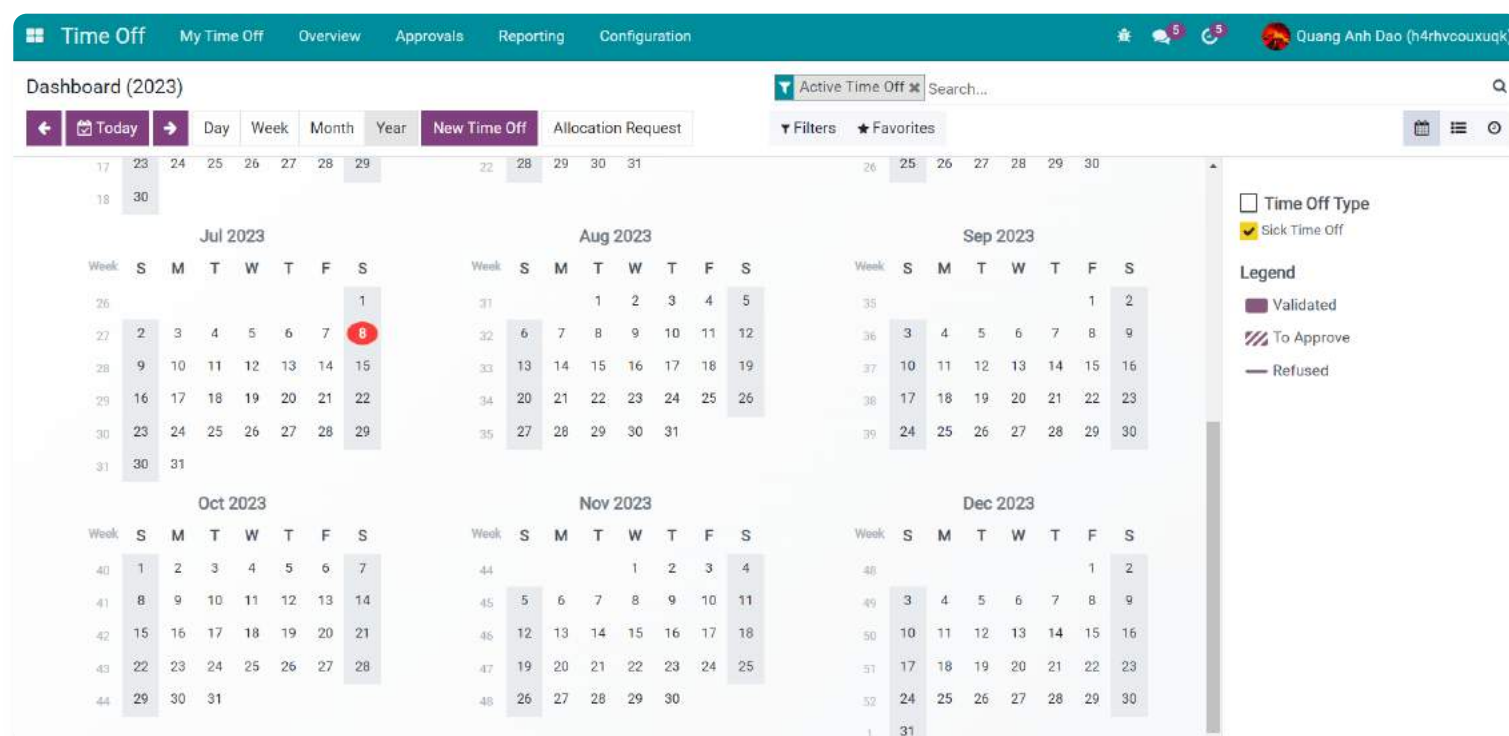 Time Off My Time Off Overview Approvals Reporting Configuration 5 5 Quang Anh Dao (h4rhvcouxuqk)
Dashboard (2023) Active Time Off Search...
Today Day Week Month Year New Time Off Allocation Request Filters Favorites
17 23 24 25 26 27 28 29 22 28 29 30 31 26 25 26 27 28 29 30
18 30
Jul 2023 Aug 2023 Sep 2023
Week S M T W T F S Week S M T W T F S Week S M T W T F S
26 1 31 1 2 3 4 5 35 1 2
27 2 3 4 5 6 7 8 32 6 7 8 9 10 11 12 36 3 4 5 6 7 8 9
28 9 10 11 12 13 14 15 33 13 14 15 16 17 18 19 37 10 11 12 13 14 15 16
29 16 17 18 19 20 21 22 34 20 21 22 23 24 25 26 38 17 18 19 20 21 22 23
30 23 24 25 26 27 28 29 35 27 28 29 30 31 39 24 25 26 27 28 29 30
31 30 31
Oct 2023 Nov 2023 Dec 2023
Week S M T W T F S Week S M T W T F S Week S M T W T F S
40 1 2 3 4 5 6 7 44 1 2 3 4 48 1 2
41 8 9 10 11 12 13 14 45 5 6 7 8 9 10 11 49 3 4 5 6 7 8 9
42 15 16 17 18 19 20 21 46 12 13 14 15 16 17 18 50 10 11 12 13 14 15 16
43 22 23 24 25 26 27 28 47 19 20 21 22 23 24 25 51 17 18 19 20 21 22 23
44 29 30 31 48 26 27 28 29 30 52 24 25 26 27 28 29 30
1 31
Time Off Type
Sick Time Off
Legend
Validated
To Approve
Refused